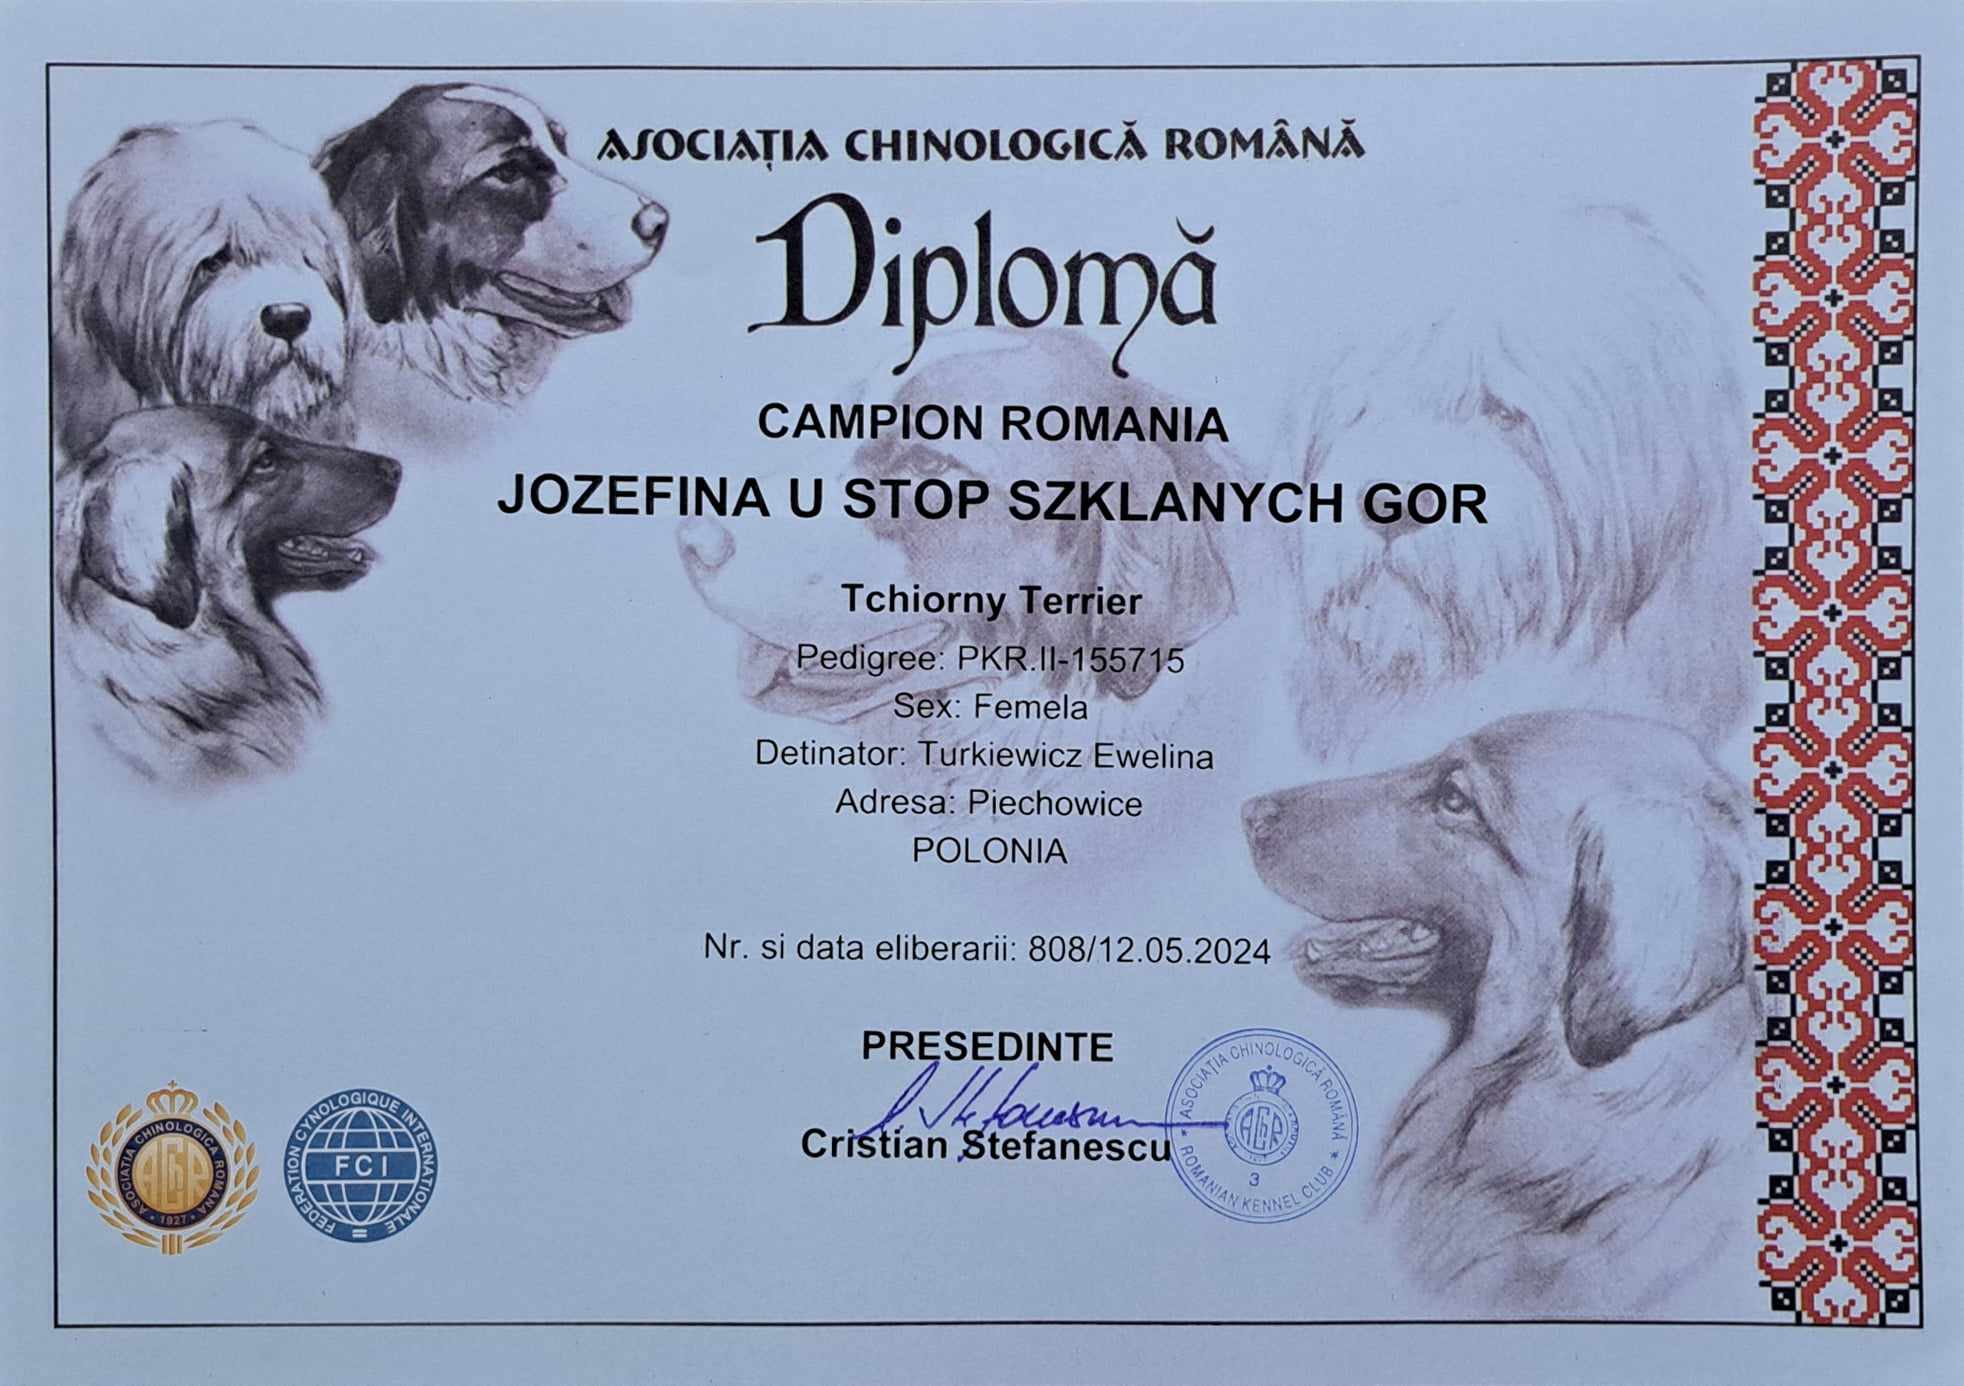 ASOCIAȚIA CHINOLOGICĂ ROMÂNĂ
Diplomă
CAMPION ROMANIA
JOZEFINA U STOP SZKLANYCH GOR
Tchiorny Terrier
Pedigree: PKR.II-155715
Sex: Femela
Detinator: Turkiewicz Ewelina
Adresa: Piechowice
POLONIA
Nr. si data eliberarii: 808/12.05.2024
PRESEDINTE
Cristian Stefanescu
ASOCIATIA CHINOLOGICA ROMANA
AChR
1927
FEDERATION CYNOLOGIQUE INTERNATIONALE
FCI
ASOCIAȚIA CHINOLOGICĂ ROMÂNĂ
AChR
3
ROMANIAN KENNEL CLUB